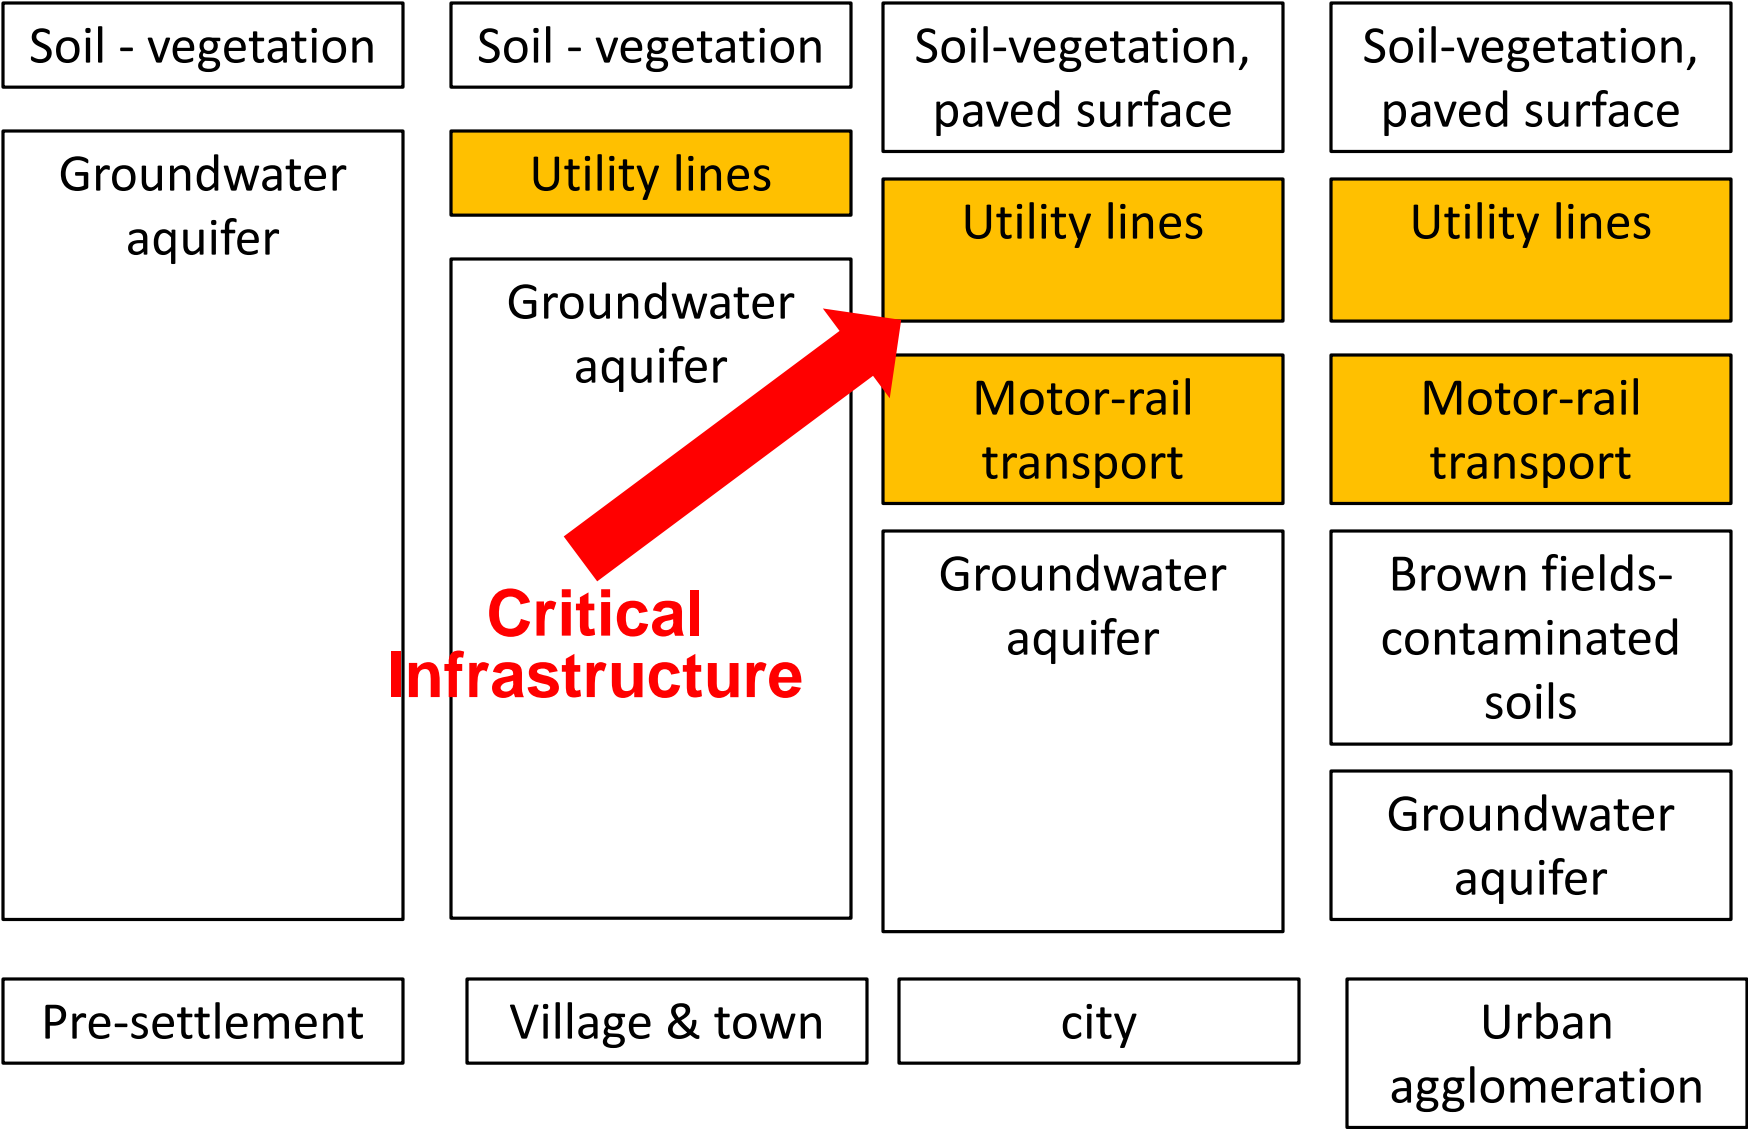 Soil - vegetation
Groundwater
aquifer
Pre-settlement
Soil - vegetation
Utility lines
Groundwater
aquifer
Critical
Infrastructure
Village & town
Soil-vegetation,
paved surface
Utility lines
Motor-rail
transport
Groundwater
aquifer
city
Soil-vegetation,
paved surface
Utility lines
Motor-rail
transport
Brown fields-
contaminated
soils
Groundwater
aquifer
Urban
agglomeration